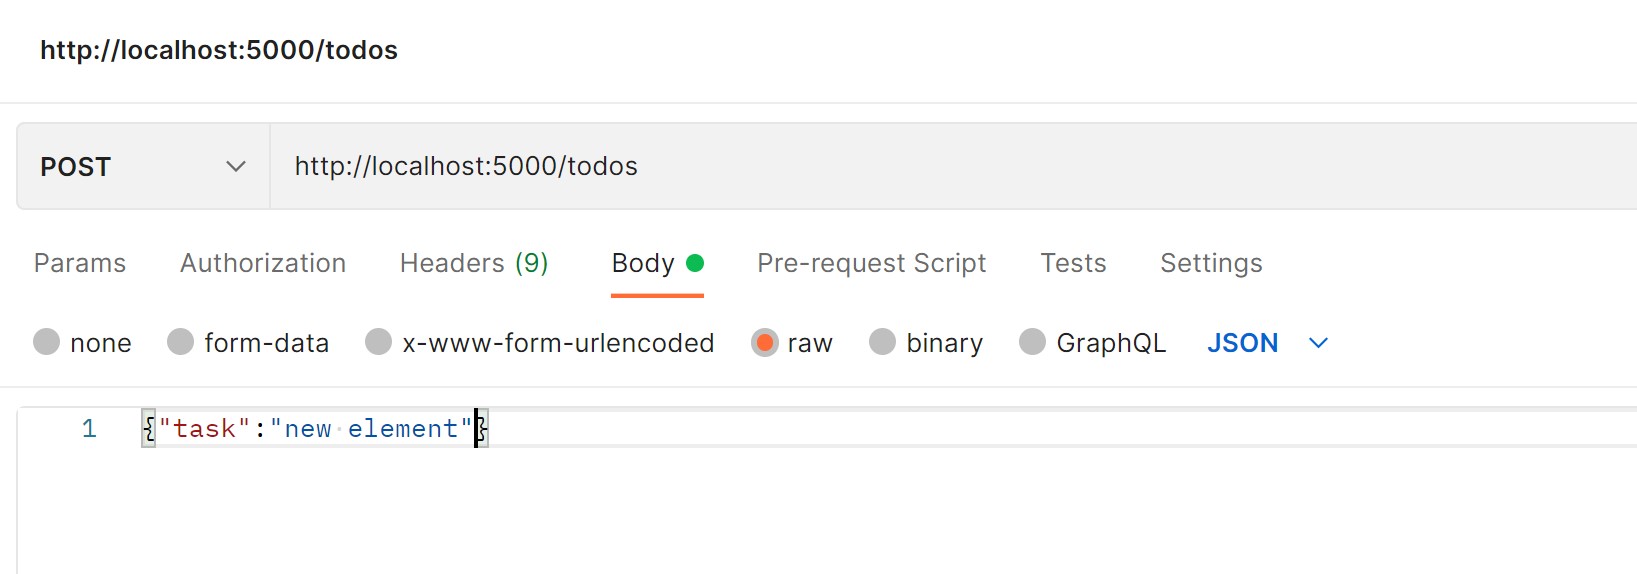 http://localhost:5000/todos
POST http://localhost:5000/todos
Params Authorization Headers (9) Body Pre-request Script Tests Settings
none form-data x-www-form-urlencoded raw binary GraphQL JSON
1 {"task":"new element"}